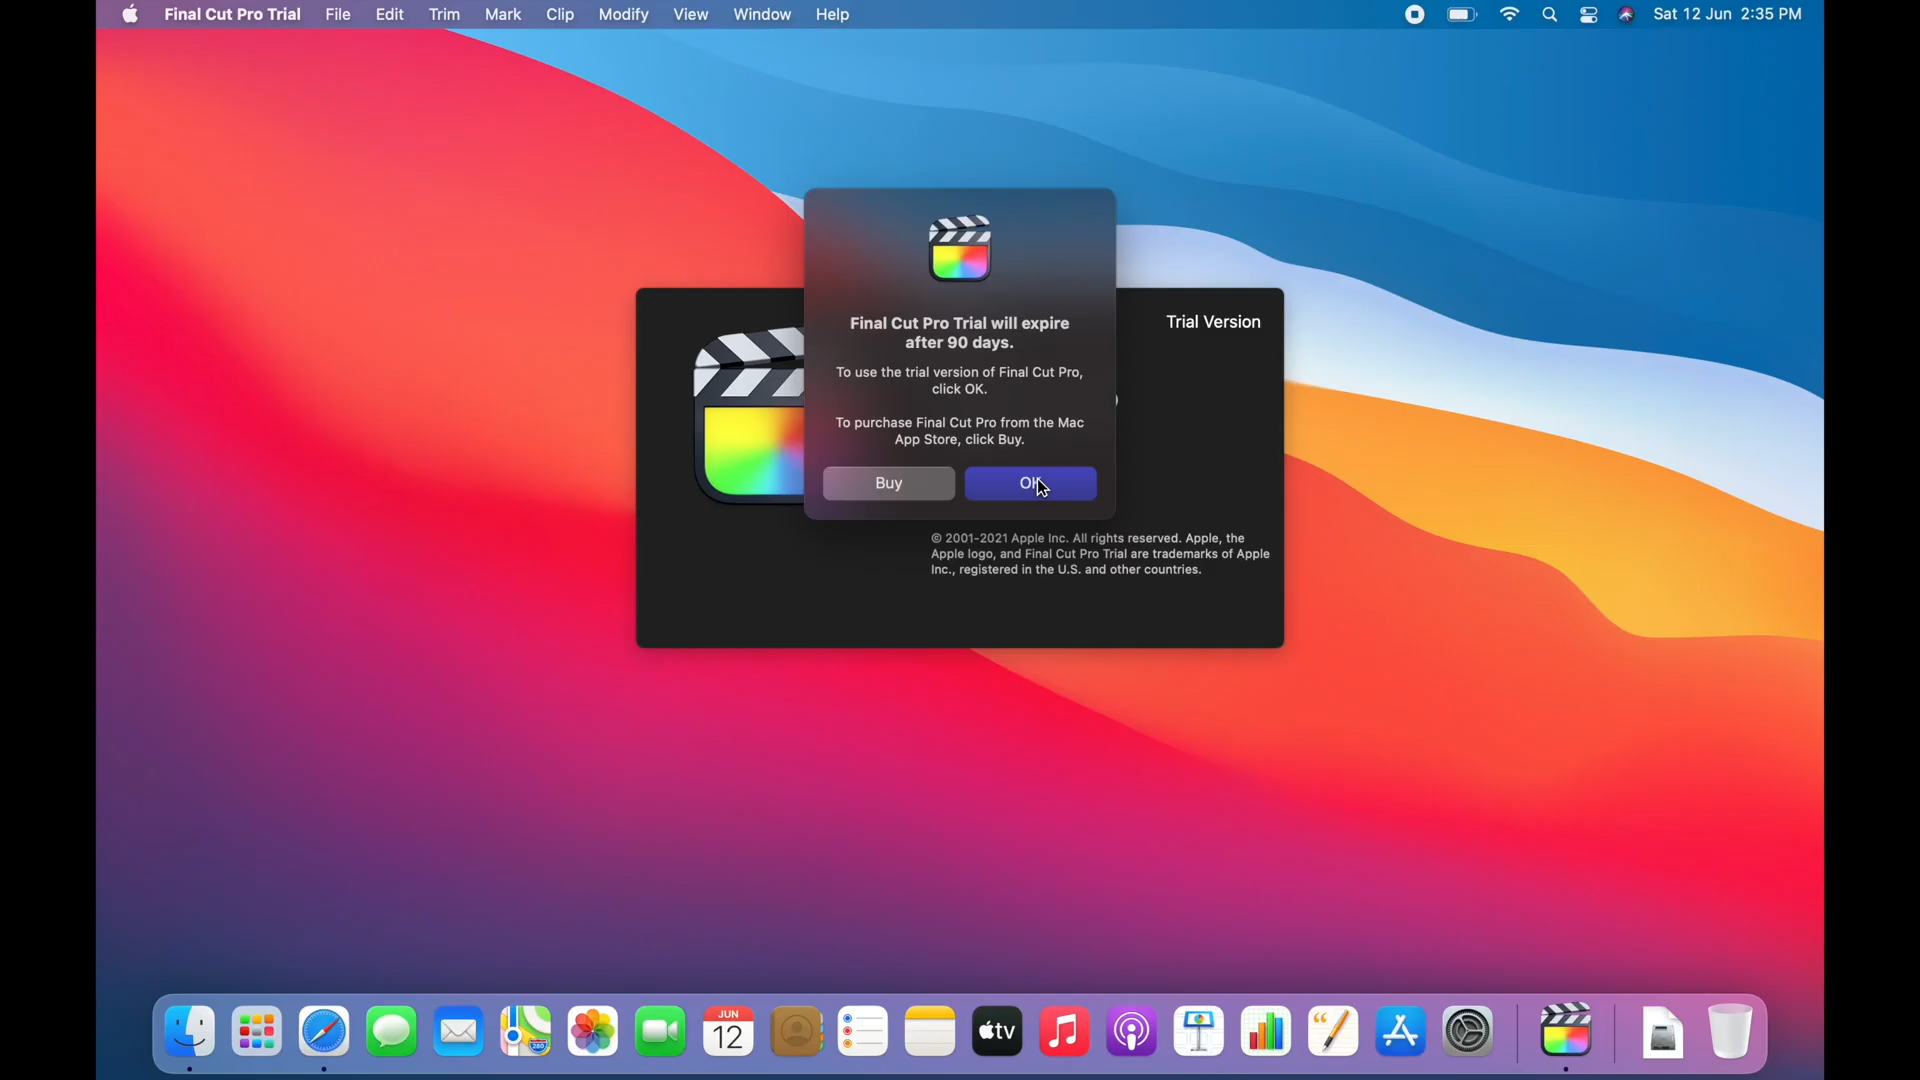 Final Cut Pro Trial File Edit Trim Mark Clip Modify View Window Help Sat 12 Jun 2:35 PM
Final Cut Pro Trial will expire
after 90 days.
To use the trial version of Final Cut Pro,
click OK.
To purchase Final Cut Pro from the Mac
App Store, click Buy.
Buy OK
Trial Version
© 2001-2021 Apple Inc. All rights reserved. Apple, the
Apple logo, and Final Cut Pro Trial are trademarks of Apple
Inc., registered in the U.S. and other countries.
280
JUN
12
tv